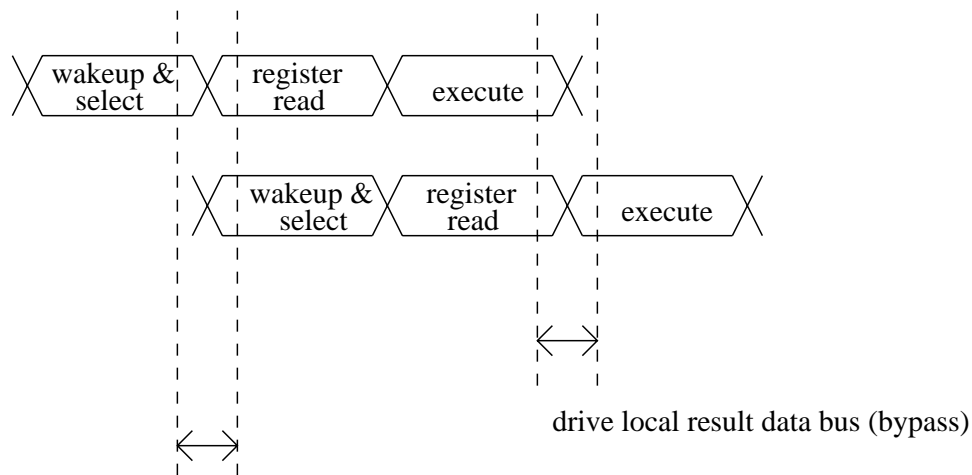 wakeup &
select
register
read
execute
wakeup &
select
register
read
execute
drive local result data bus (bypass)